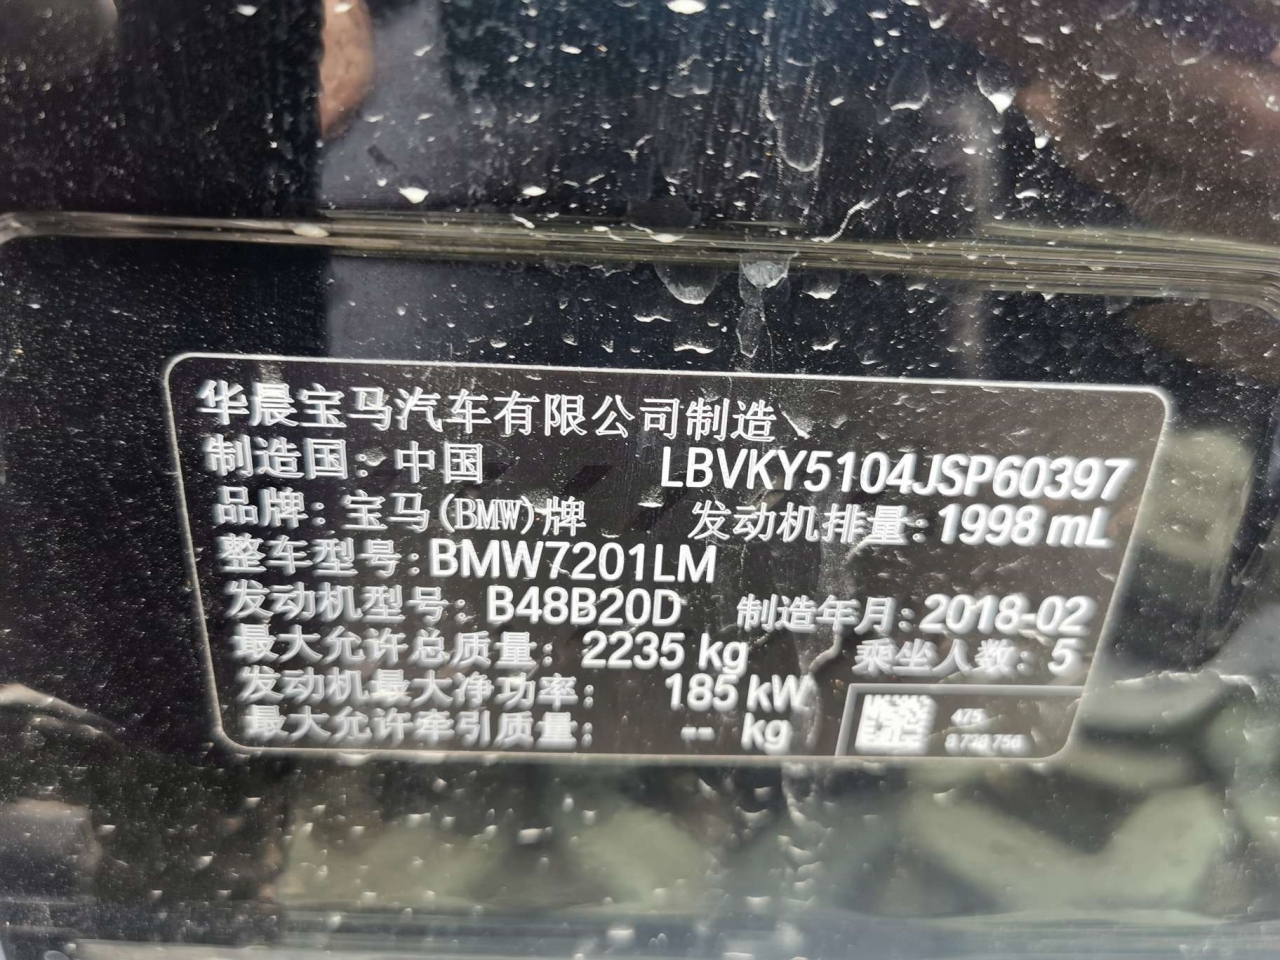 华晨宝马汽车有限公司制造
制造国：中国 LBVKY5104JSP60397
品牌：宝马(BMW)牌 发动机排量：1998 mL
整车型号：BMW7201LM
发动机型号：B48B20D 制造年月：2018-02
最大允许总质量：2235 kg 乘坐人数：5
发动机最大净功率：185 kW
最大允许牵引质量：-- kg
475